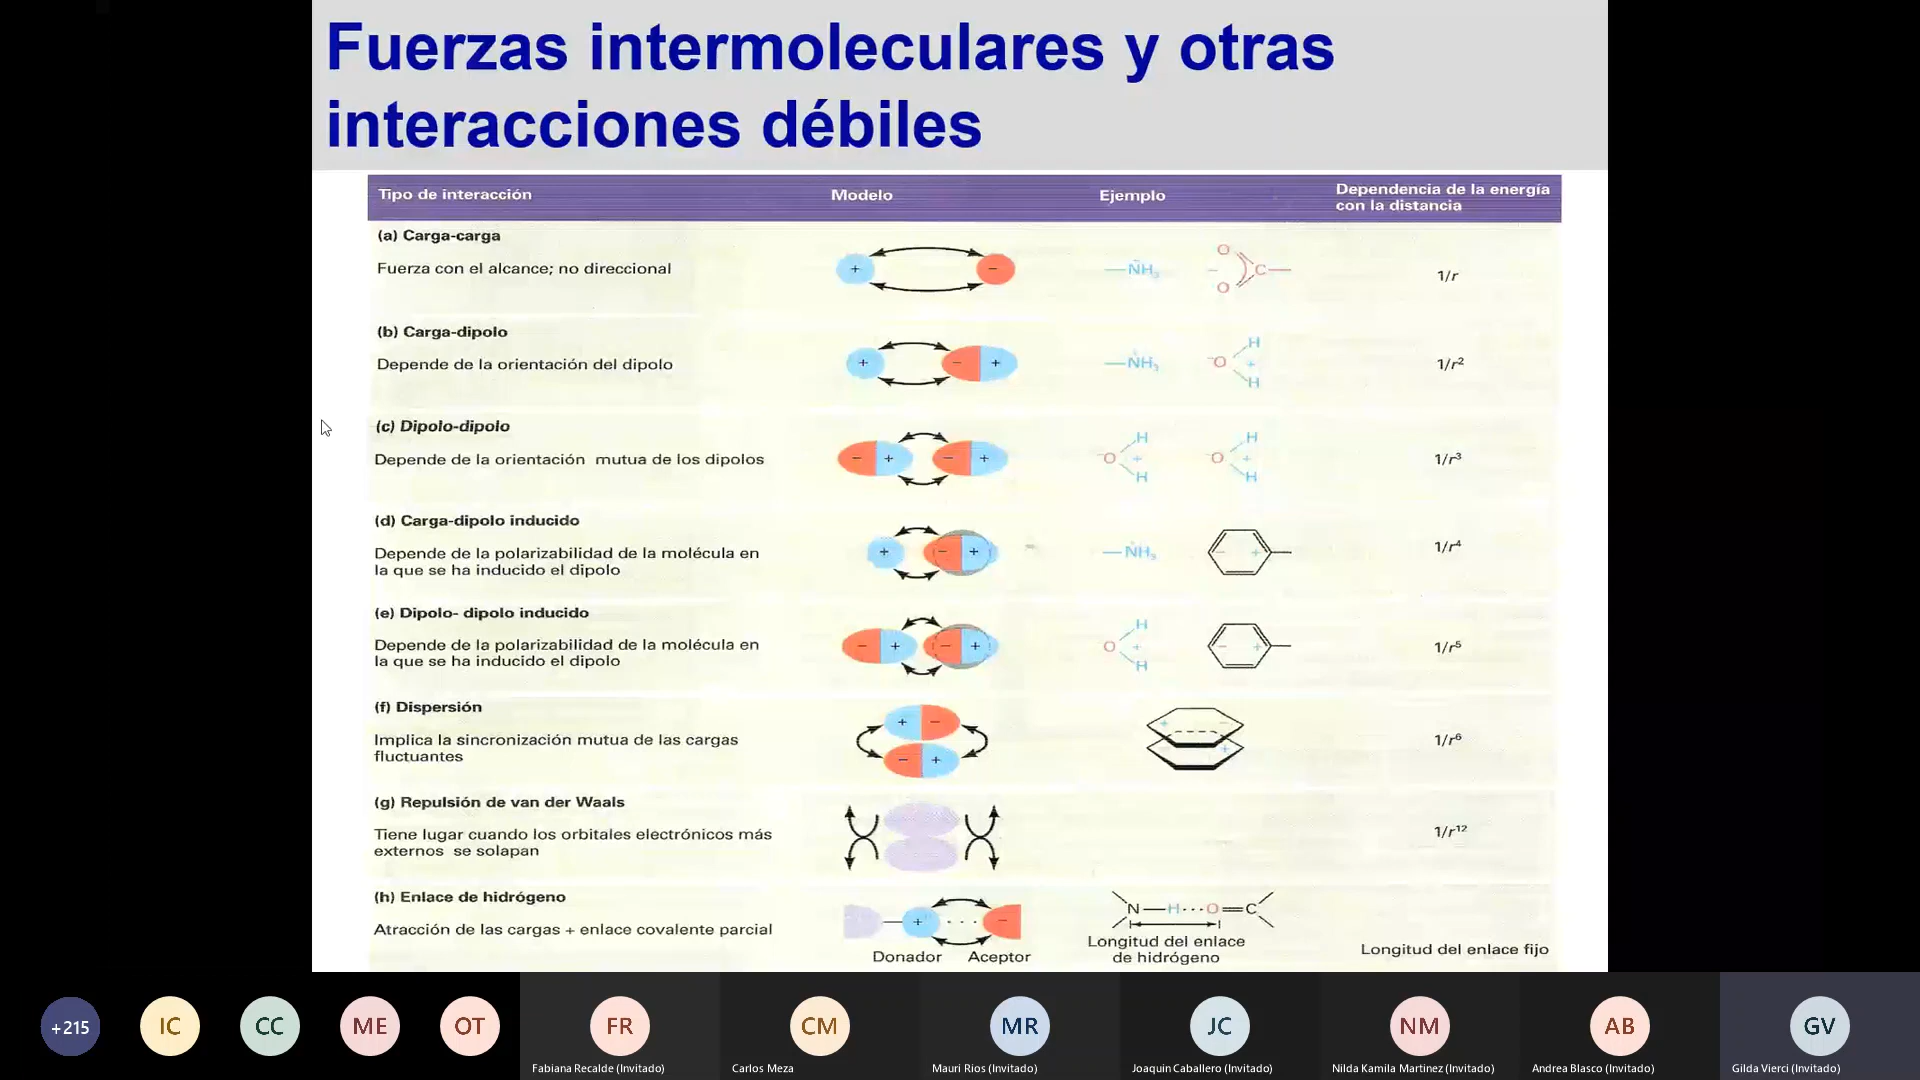 Fuerzas intermoleculares y otras
interacciones débiles
Tipo de interacción Modelo Ejemplo Dependencia de la energía
con la distancia
(a) Carga-carga
Fuerza con el alcance; no direccional + − —NH₃ − O O C— 1/r
(b) Carga-dipolo
Depende de la orientación del dipolo + − + —NH₃ ⁻O H + H 1/r²
(c) Dipolo-dipolo
Depende de la orientación mutua de los dipolos − + − + ⁻O H + H ⁻O H + H 1/r³
(d) Carga-dipolo inducido
Depende de la polarizabilidad de la molécula en + − + —NH₃ − + 1/r⁴
la que se ha inducido el dipolo
(e) Dipolo- dipolo inducido
Depende de la polarizabilidad de la molécula en − + − + O H + H − + 1/r⁵
la que se ha inducido el dipolo
(f) Dispersión
Implica la sincronización mutua de las cargas + − − + + − + 1/r⁶
fluctuantes
(g) Repulsión de van der Waals
Tiene lugar cuando los orbitales electrónicos más 1/r¹²
externos se solapan
(h) Enlace de hidrógeno
Atracción de las cargas + enlace covalente parcial + − N—H···O=C
Donador Aceptor
Longitud del enlace
de hidrógeno
Longitud del enlace fijo
+215 IC CC ME OT FR CM MR JC NM AB GV
Fabiana Recalde (Invitado) Carlos Meza Mauri Rios (Invitado) Joaquin Caballero (Invitado) Nilda Kamila Martinez (Invitado) Andrea Blasco (Invitado) Gilda Vierci (Invitado)